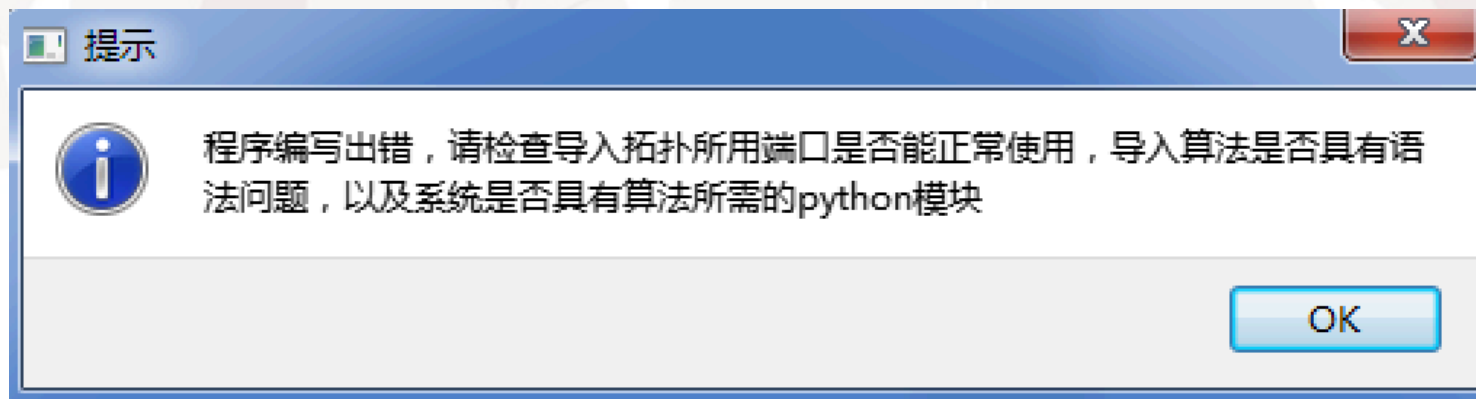 提示
程序编写出错，请检查导入拓扑所用端口是否能正常使用，导入算法是否具有语
法问题，以及系统是否具有算法所需的python模块
OK